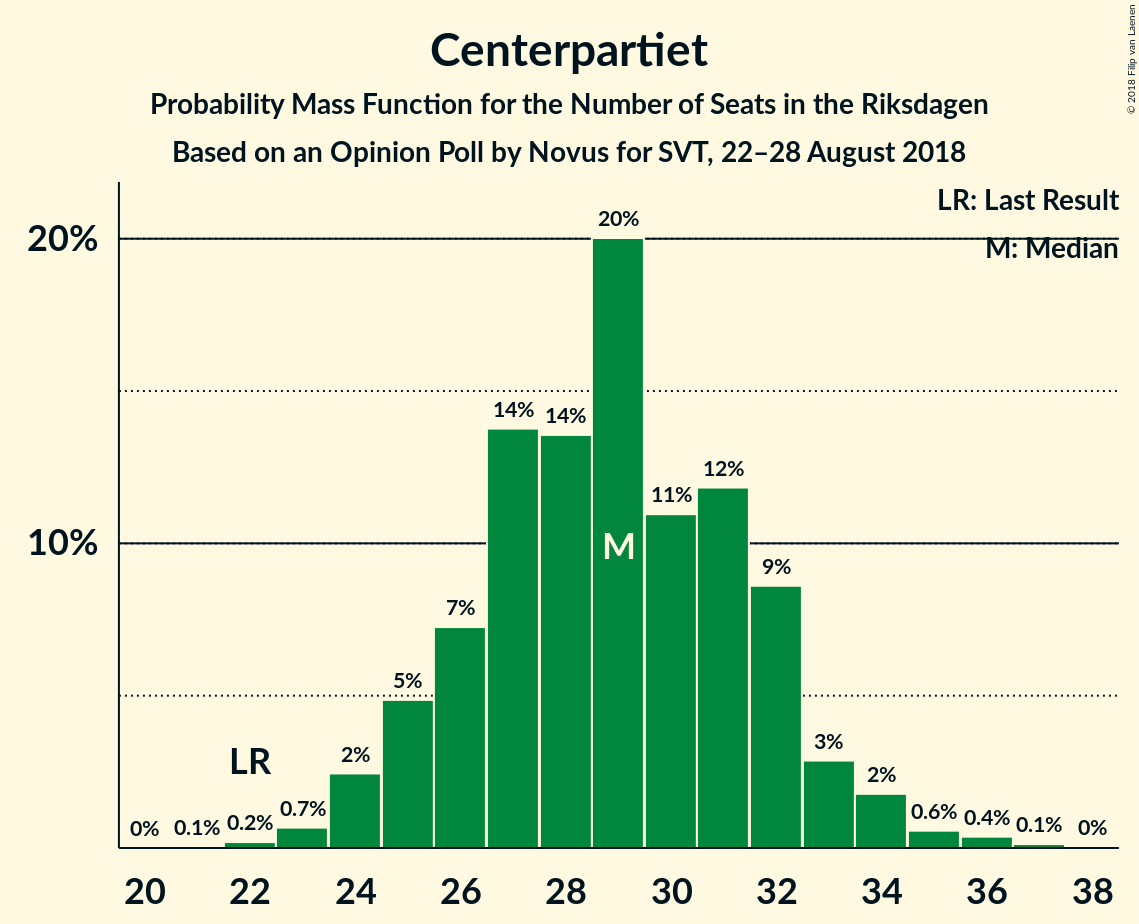 Centerpartiet
Probability Mass Function for the Number of Seats in the Riksdagen
Based on an Opinion Poll by Novus for SVT, 22–28 August 2018
© 2018 Filip van Laenen
LR: Last Result
M: Median
20%
10%
0%
0.1%
0.2%
0.7%
2%
5%
7%
14%
14%
20%
11%
12%
9%
3%
2%
0.6%
0.4%
0.1%
0%
LR
M
20 22 24 26 28 30 32 34 36 38